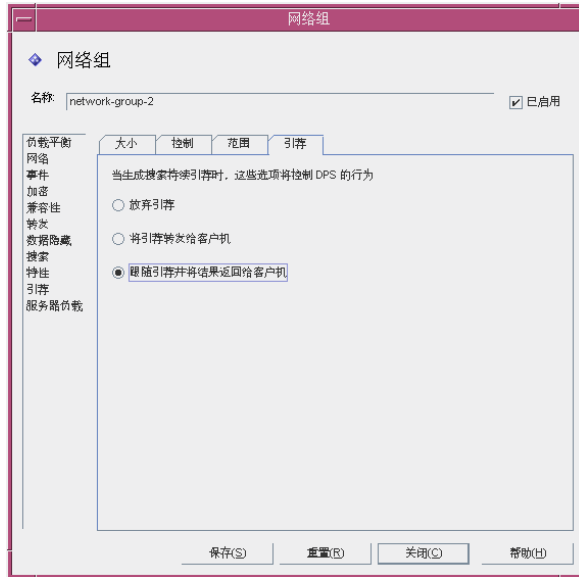 网络组
网络组
名称: network-group-2 已启用
负载平衡
网络
事件
加密
兼容性
转发
数据隐藏
搜索
特性
引荐
服务器负载
大小 控制 范围 引荐
当生成搜索持续引荐时，这些选项将控制 DPS 的行为
放弃引荐
将引荐转发给客户机
跟随引荐并将结果返回给客户机
保存(S) 重置(R) 关闭(C) 帮助(H)